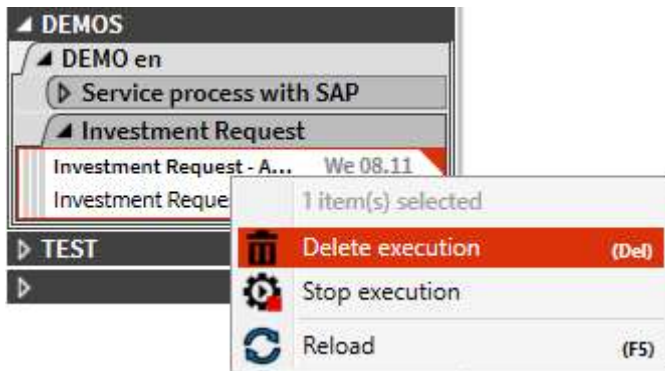 DEMOS
DEMO en
Service process with SAP
Investment Request
Investment Request - A... We 08.11
Investment Reque
1 item(s) selected
TEST
Delete execution (Del)
Stop execution
Reload (F5)